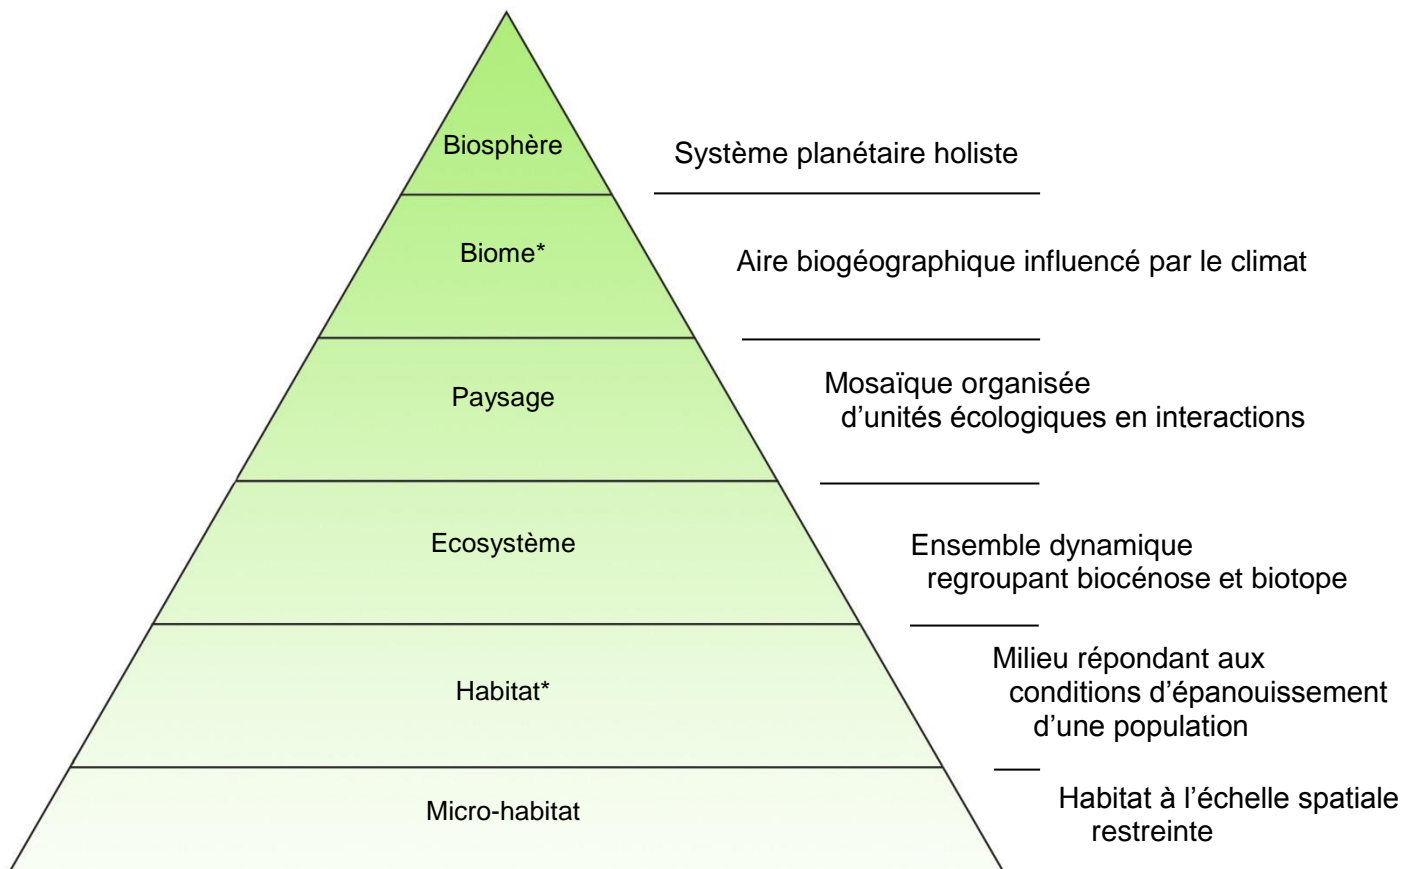 Biosphère
Système planétaire holiste
Biome*
Aire biogéographique influencé par le climat
Paysage
Mosaïque organisée
d’unités écologiques en interactions
Ecosystème
Ensemble dynamique
regroupant biocénose et biotope
Habitat*
Milieu répondant aux
conditions d’épanouissement
d’une population
Micro-habitat
Habitat à l’échelle spatiale
restreinte